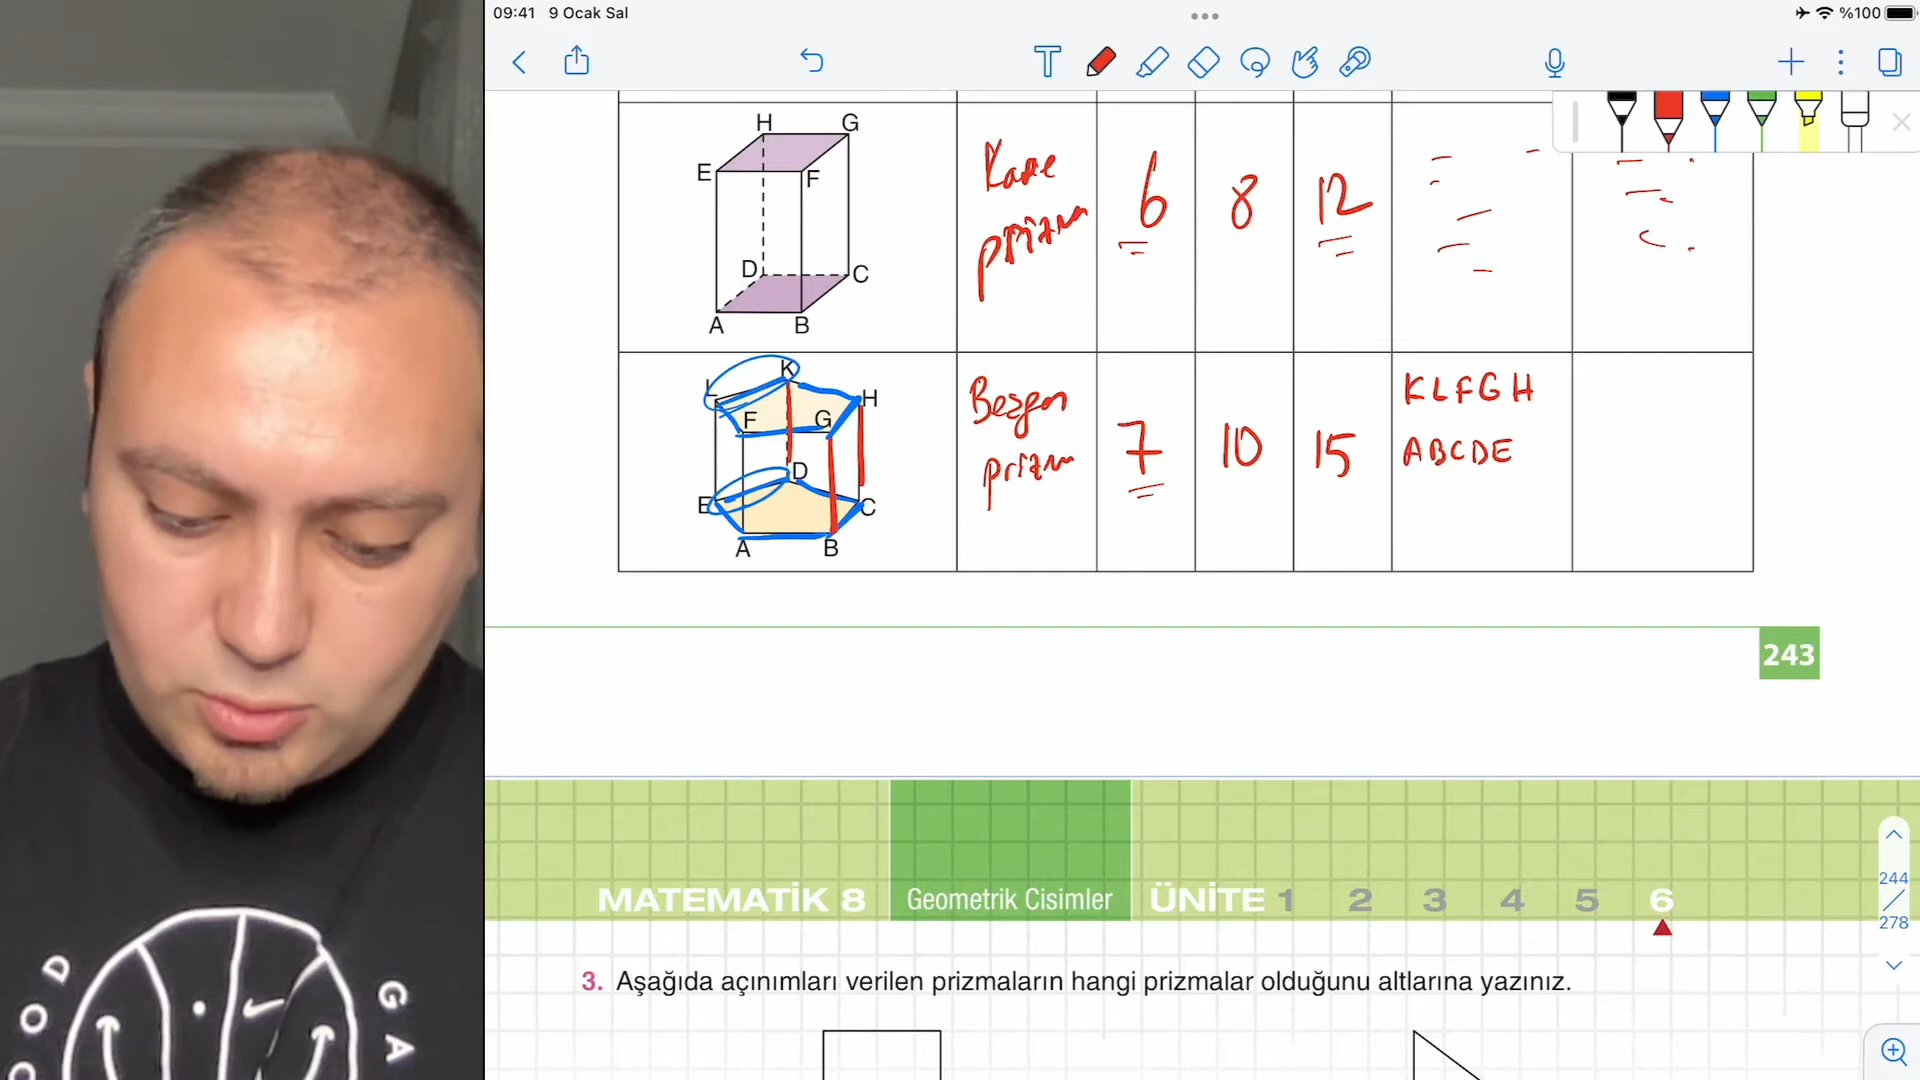 09:41 9 Ocak Sal
%100
T
H G
E F
D C
A B
Kare
prizma
6
8
12
K
L H
F G
D
E C
A B
Beşgen
prizma
7
10
15
KLFGH
ABCDE
243
MATEMATİK 8 Geometrik Cisimler ÜNİTE 1 2 3 4 5 6
244
278
3. Aşağıda açınımları verilen prizmaların hangi prizmalar olduğunu altlarına yazınız.
D G
O A